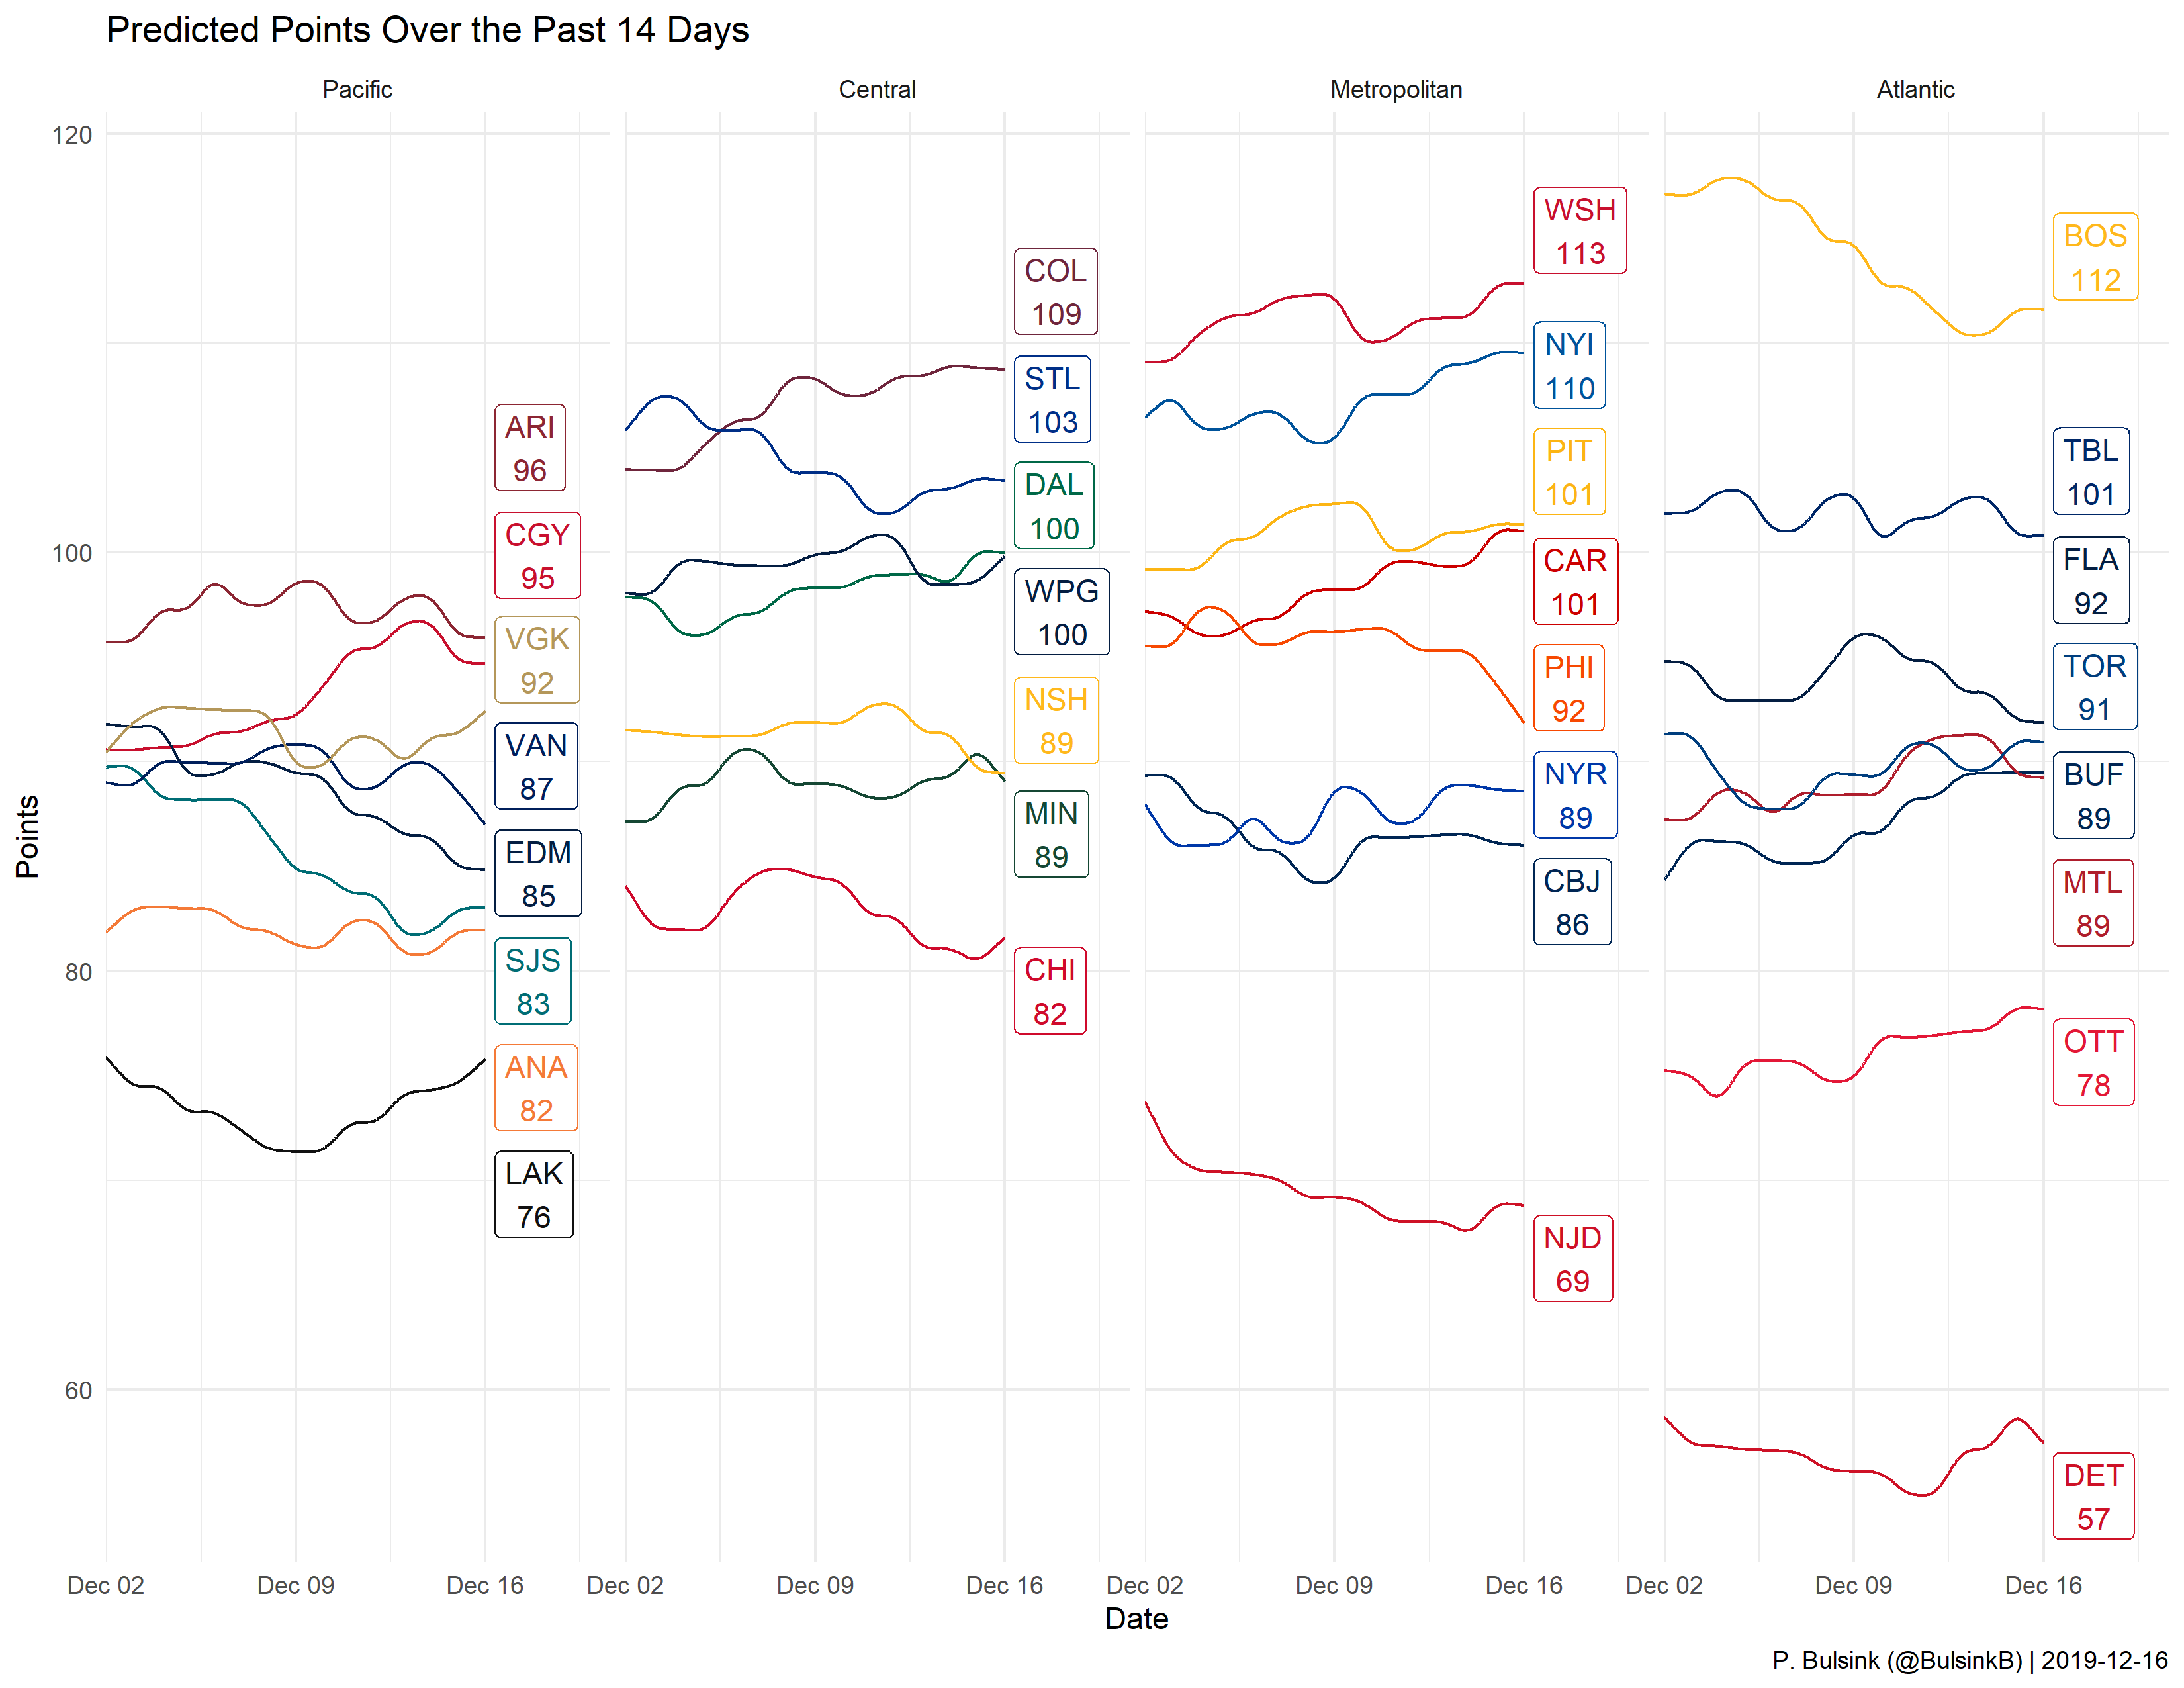 Predicted Points Over the Past 14 Days
Pacific
Central
Metropolitan
Atlantic
Points
120
100
80
60
ARI
96
CGY
95
VGK
92
VAN
87
EDM
85
SJS
83
ANA
82
LAK
76
COL
109
STL
103
DAL
100
WPG
100
NSH
89
MIN
89
CHI
82
WSH
113
NYI
110
PIT
101
CAR
101
PHI
92
NYR
89
CBJ
86
NJD
69
BOS
112
TBL
101
FLA
92
TOR
91
BUF
89
MTL
89
OTT
78
DET
57
Dec 02 Dec 09 Dec 16 Dec 02 Dec 09 Dec 16 Dec 02 Dec 09 Dec 16 Dec 02 Dec 09 Dec 16
Date
P. Bulsink (@BulsinkB) | 2019-12-16